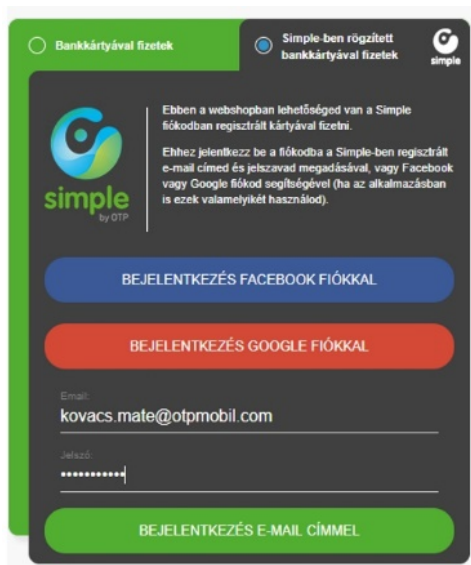 Bankkártyával fizetek
Simple-ben rögzített
bankkártyával fizetek
simple
Ebben a webshopban lehetőséged van a Simple
fiókodban regisztrált kártyával fizetni.
Ehhez jelentkezz be a fiókodba a Simple-ben regisztrált
e-mail címed és jelszavad megadásával, vagy Facebook
vagy Google fiókod segítségével (ha az alkalmazásban
is ezek valamelyikét használod).
simple
by OTP
BEJELENTKEZÉS FACEBOOK FIÓKKAL
BEJELENTKEZÉS GOOGLE FIÓKKAL
Email:
kovacs.mate@otpmobil.com
Jelszó:
•••••••••••
BEJELENTKEZÉS E-MAIL CÍMMEL